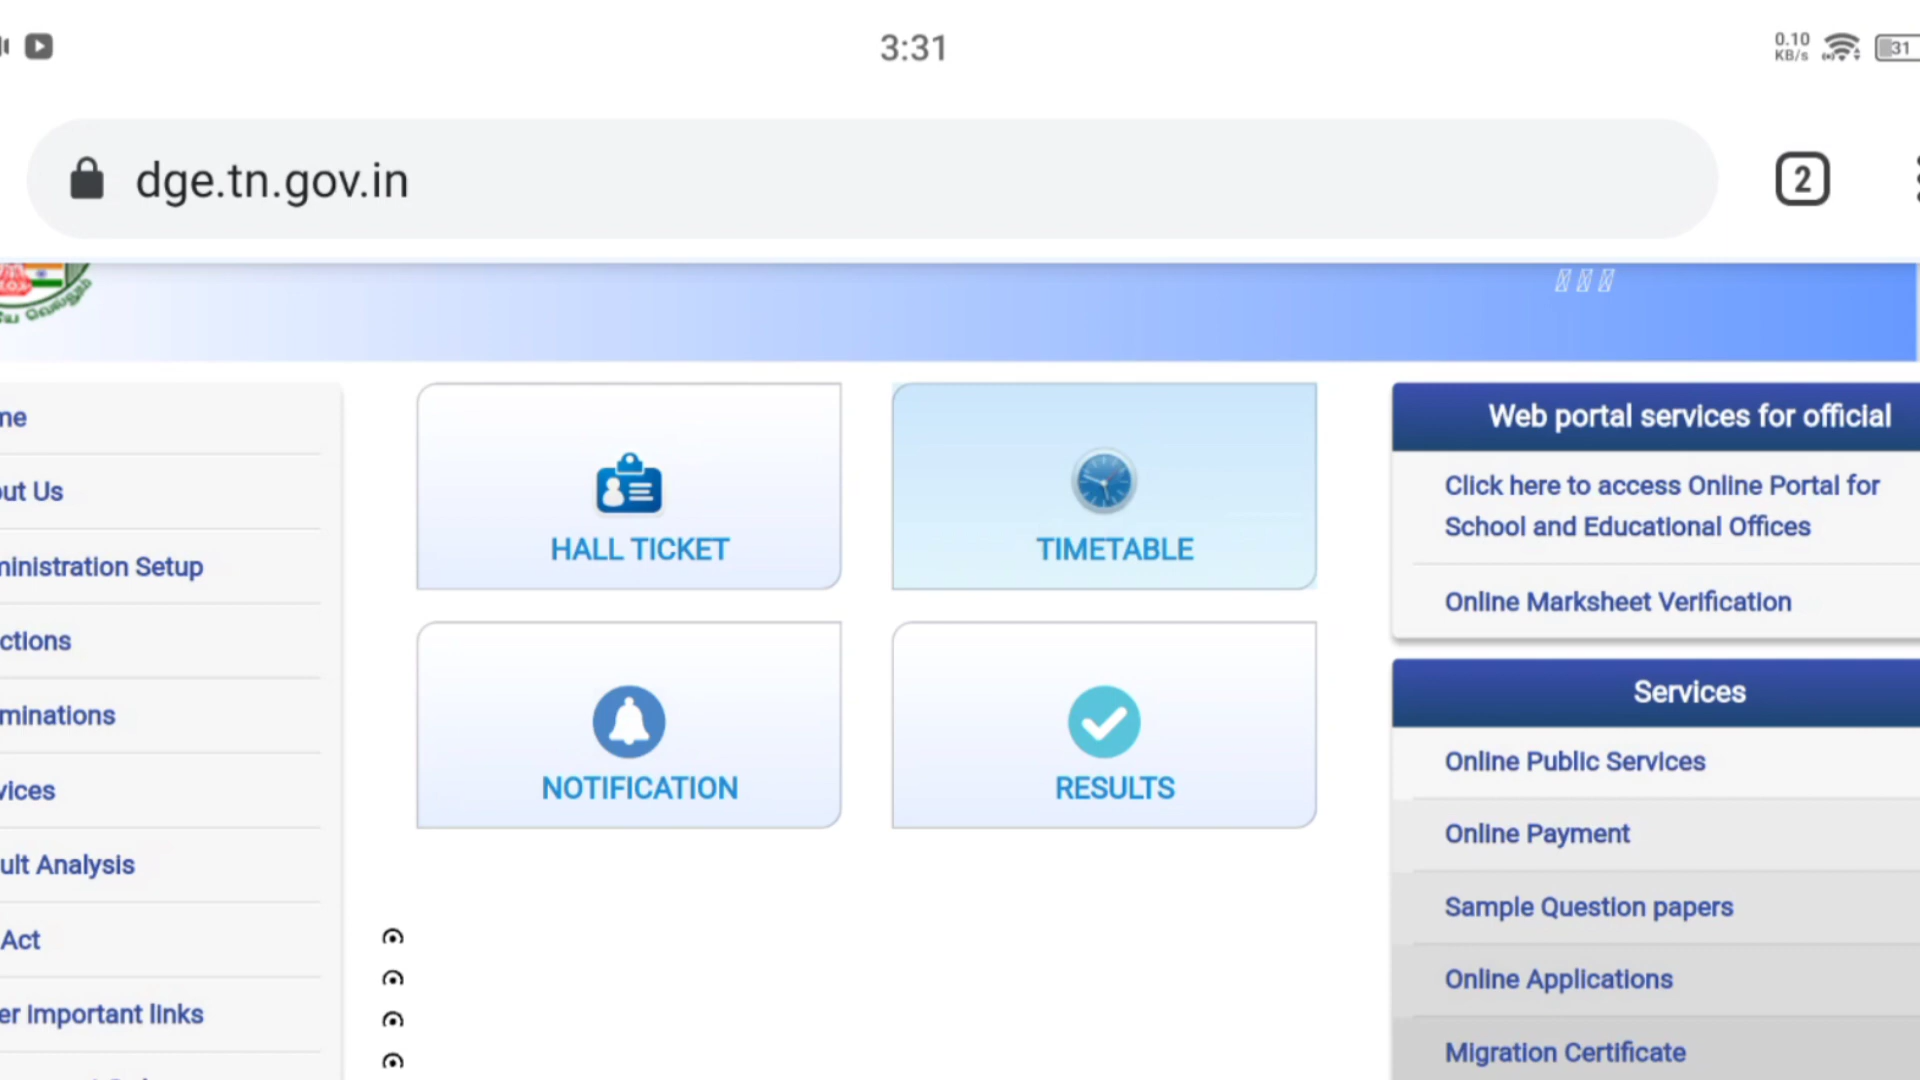 3:31
0.10
KB/s
31
dge.tn.gov.in
2
Web portal services for official
Click here to access Online Portal for
School and Educational Offices
Online Marksheet Verification
Services
Online Public Services
Online Payment
Sample Question papers
Online Applications
Migration Certificate
HALL TICKET
TIMETABLE
NOTIFICATION
RESULTS
me
out Us
ministration Setup
ctions
minations
vices
ult Analysis
Act
er important links